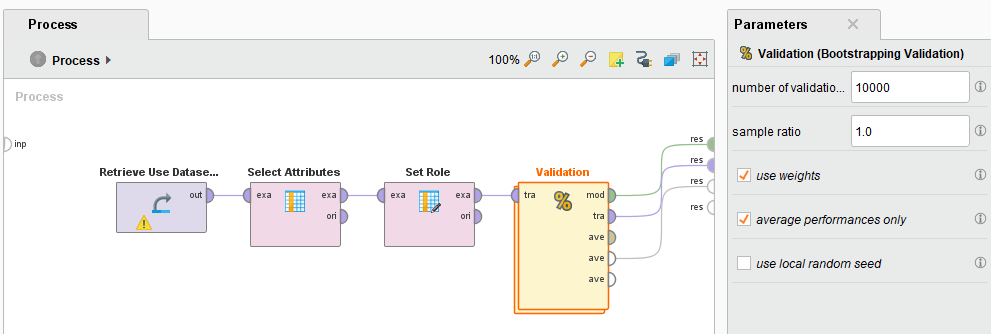 Process
Process
100%
Process
inp
Retrieve Use Datase...
out
Select Attributes
exa
exa
ori
Set Role
exa
exa
ori
Validation
tra
mod
tra
ave
ave
ave
res
res
res
res
Parameters
Validation (Bootstrapping Validation)
number of validatio...
10000
sample ratio
1.0
use weights
average performances only
use local random seed